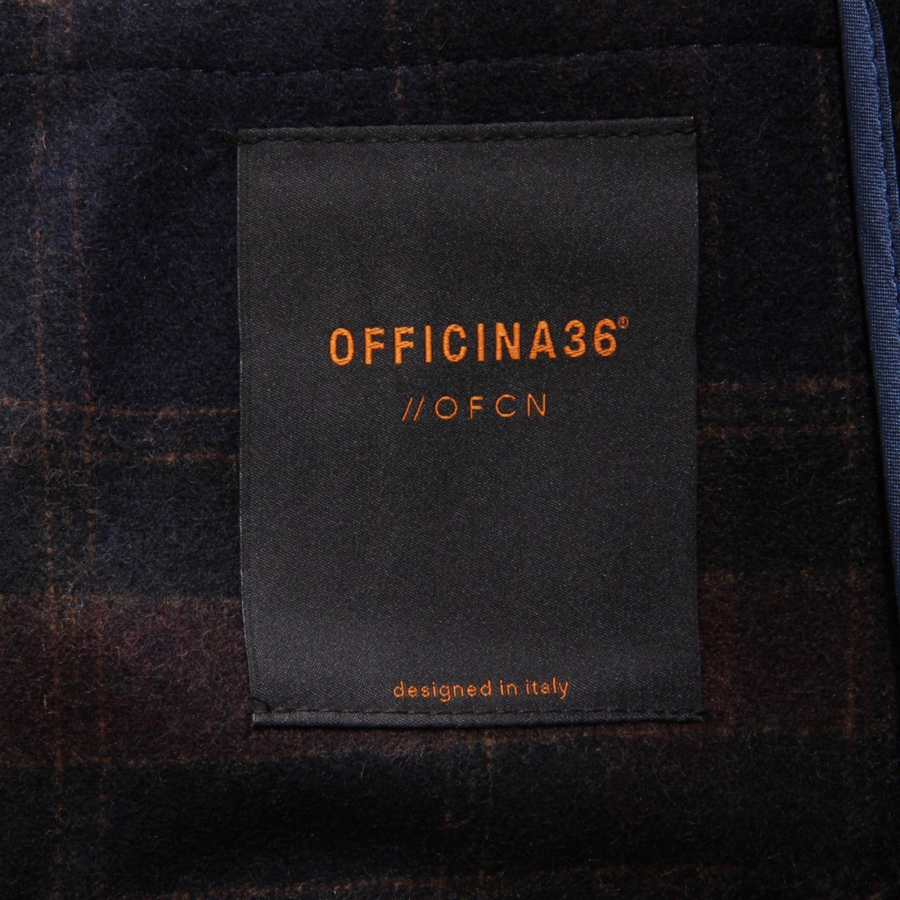 OFFICINA36®
//OFCN
designed in italy